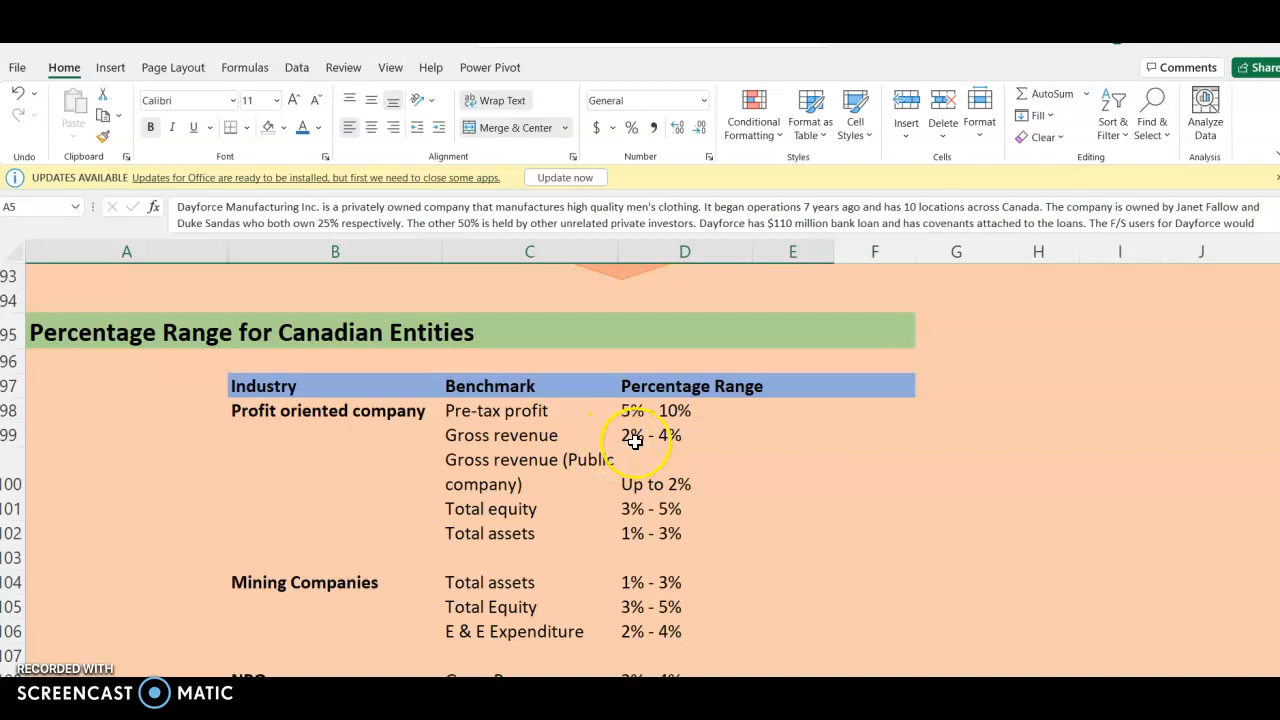 File Home Insert Page Layout Formulas Data Review View Help Power Pivot Comments Share
Calibri 11 Wrap Text General AutoSum
Paste Conditional Formatting Format as Table Cell Styles Insert Delete Format Fill Sort & Filter Find & Select Analyze Data
B I U Merge & Center $ % Clear
Undo Clipboard Font Alignment Number Styles Cells Editing Analysis
UPDATES AVAILABLE Updates for Office are ready to be installed, but first we need to close some apps. Update now
A5 fx Dayforce Manufacturing Inc. is a privately owned company that manufactures high quality men's clothing. It began operations 7 years ago and has 10 locations across Canada. The company is owned by Janet Fallow and
Duke Sandas who both own 25% respectively. The other 50% is held by other unrelated private investors. Dayforce has $110 million bank loan and has covenants attached to the loans. The F/S users for Dayforce would
A B C D E F G H I J
93
94
95 Percentage Range for Canadian Entities
96
97 Industry Benchmark Percentage Range
98 Profit oriented company Pre-tax profit 5% - 10%
99 Gross revenue 2% - 4%
Gross revenue (Public
100 company) Up to 2%
101 Total equity 3% - 5%
102 Total assets 1% - 3%
103
104 Mining Companies Total assets 1% - 3%
105 Total Equity 3% - 5%
106 E & E Expenditure 2% - 4%
107
RECORDED WITH
SCREENCAST MATIC